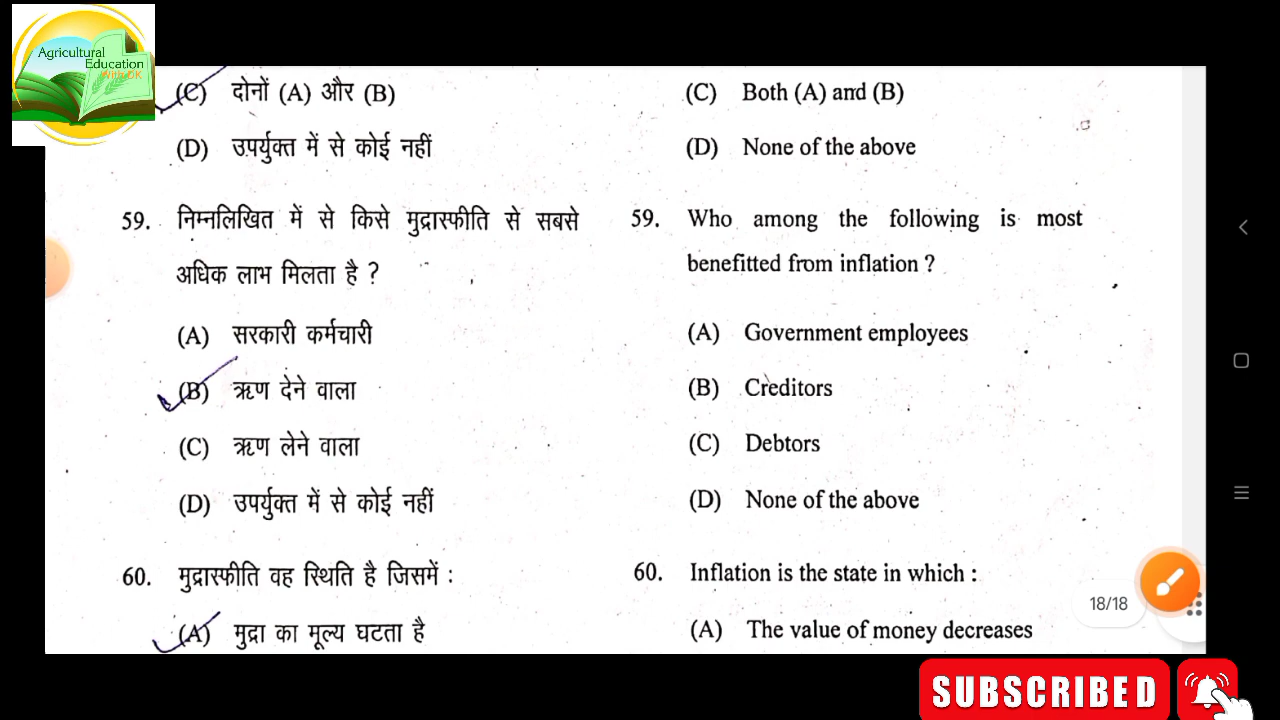 Agricultural
Education
With DK
(C) दोनों (A) और (B)
(D) उपर्युक्त में से कोई नहीं
59. निम्नलिखित में से किसे मुद्रास्फीति से सबसे
अधिक लाभ मिलता है ?
(A) सरकारी कर्मचारी
(B) ऋण देने वाला
(C) ऋण लेने वाला
(D) उपर्युक्त में से कोई नहीं
60. मुद्रास्फीति वह स्थिति है जिसमें :
(A) मुद्रा का मूल्य घटता है
(C) Both (A) and (B)
(D) None of the above
59. Who among the following is most
benefitted from inflation ?
(A) Government employees
(B) Creditors
(C) Debtors
(D) None of the above
60. Inflation is the state in which :
(A) The value of money decreases
18/18
SUBSCRIBED